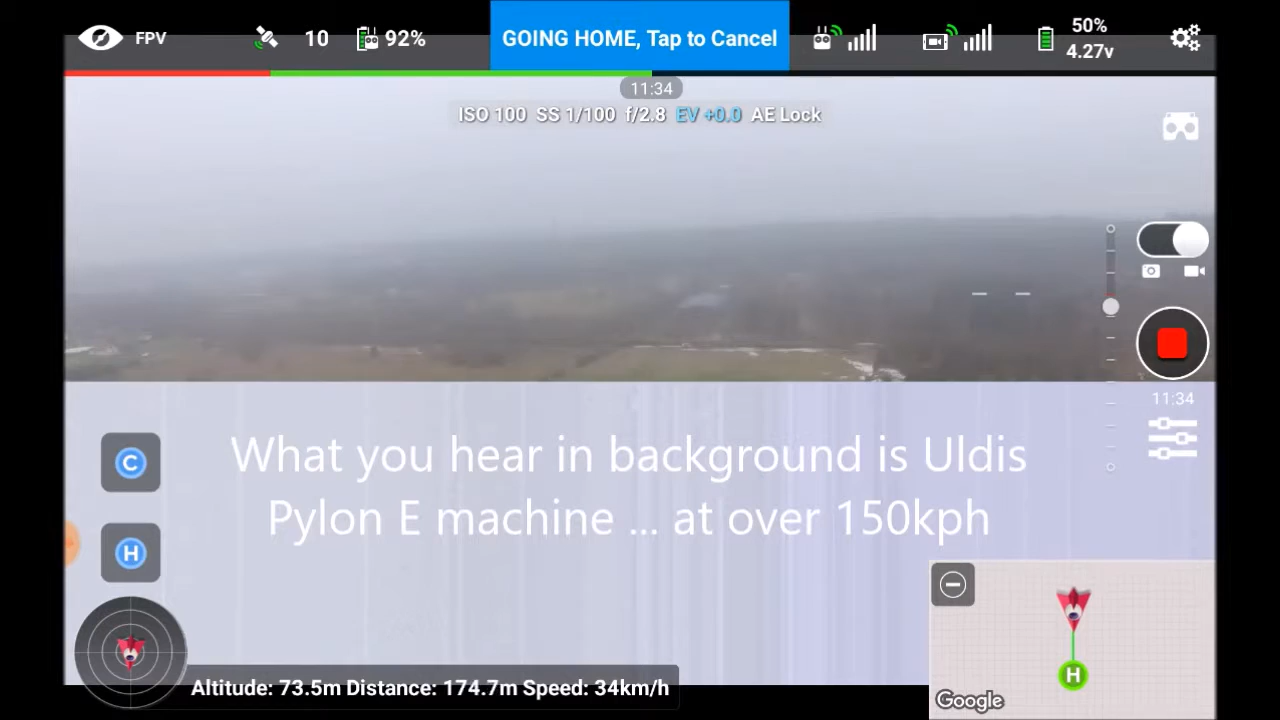 FPV
10
92%
GOING HOME, Tap to Cancel
50%
4.27v
11:34
ISO 100 SS 1/100 f/2.8 EV +0.0 AE Lock
11:34
C
What you hear in background is Uldis
Pylon E machine ... at over 150kph
H
H
Altitude: 73.5m Distance: 174.7m Speed: 34km/h
Google